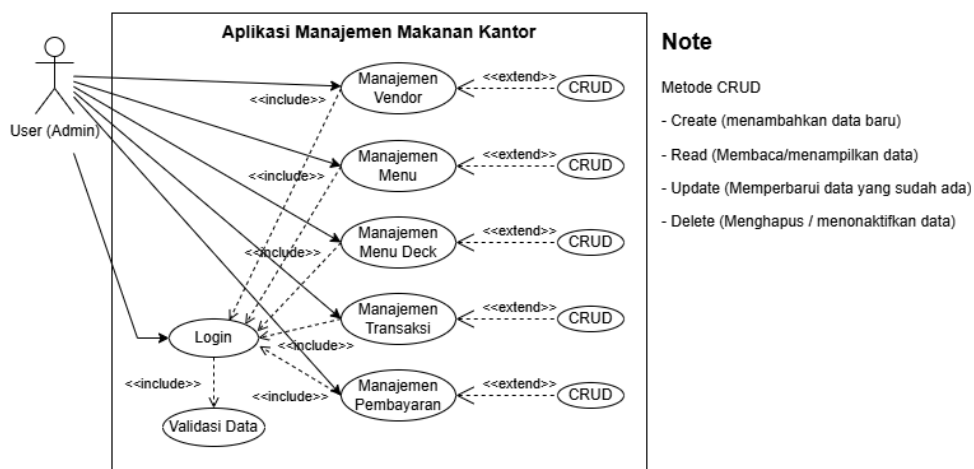 Aplikasi Manajemen Makanan Kantor
User (Admin)
Manajemen
Vendor
<<extend>>
CRUD
<<include>>
Manajemen
Menu
<<extend>>
CRUD
<<include>>
Manajemen
Menu Deck
<<extend>>
CRUD
<<include>>
Manajemen
Transaksi
<<extend>>
CRUD
Login
<<include>>
Manajemen
Pembayaran
<<extend>>
CRUD
<<include>>
<<include>>
Validasi Data
Note
Metode CRUD
- Create (menambahkan data baru)
- Read (Membaca/menampilkan data)
- Update (Memperbarui data yang sudah ada)
- Delete (Menghapus / menonaktifkan data)